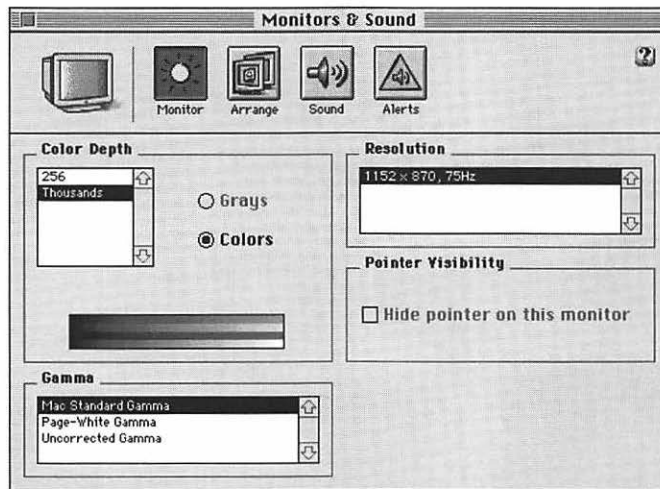 Monitors & Sound
Monitor
Arrange
Sound
Alerts
Color Depth
256
Thousands
Grays
Colors
Resolution
1152 × 870, 75Hz
Pointer Visibility
Hide pointer on this monitor
Gamma
Mac Standard Gamma
Page-White Gamma
Uncorrected Gamma